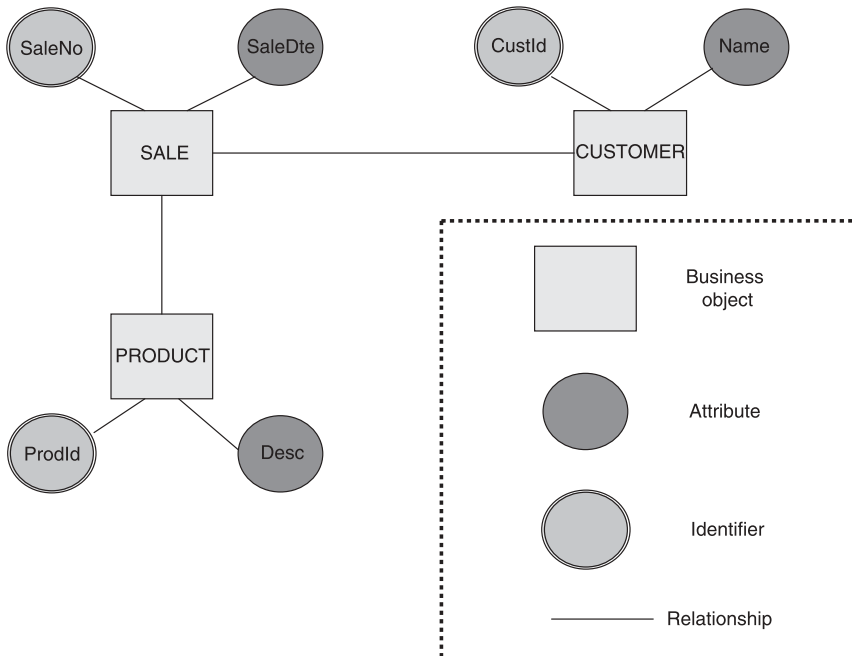 SaleNo
SaleDte
CustId
Name
SALE
CUSTOMER
PRODUCT
ProdId
Desc
Business
object
Attribute
Identifier
Relationship